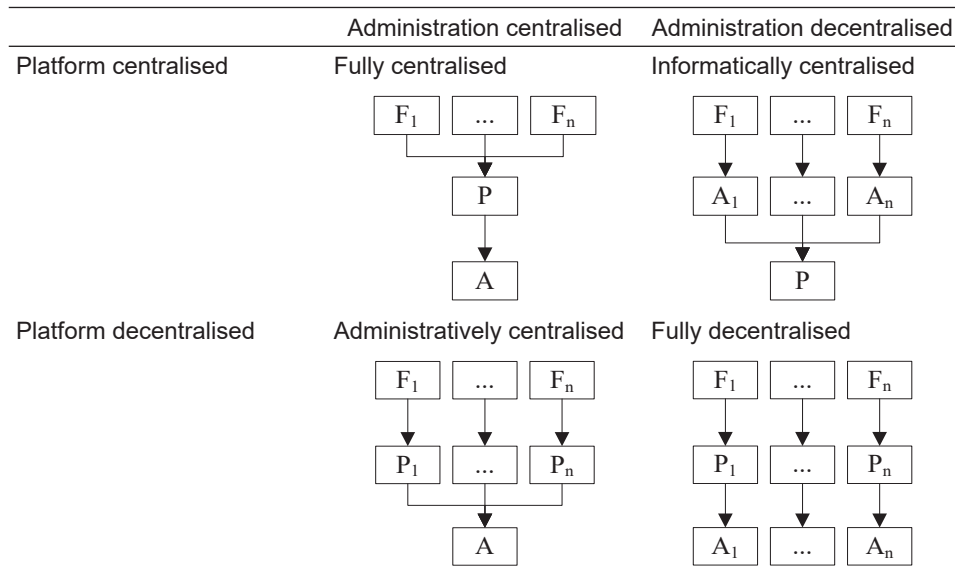 Administration centralised Administration decentralised
Platform centralised Fully centralised Informatically centralised
F1 ... Fn F1 ... Fn
P A1 ... An
A P
Platform decentralised Administratively centralised Fully decentralised
F1 ... Fn F1 ... Fn
P1 ... Pn P1 ... Pn
A A1 ... An